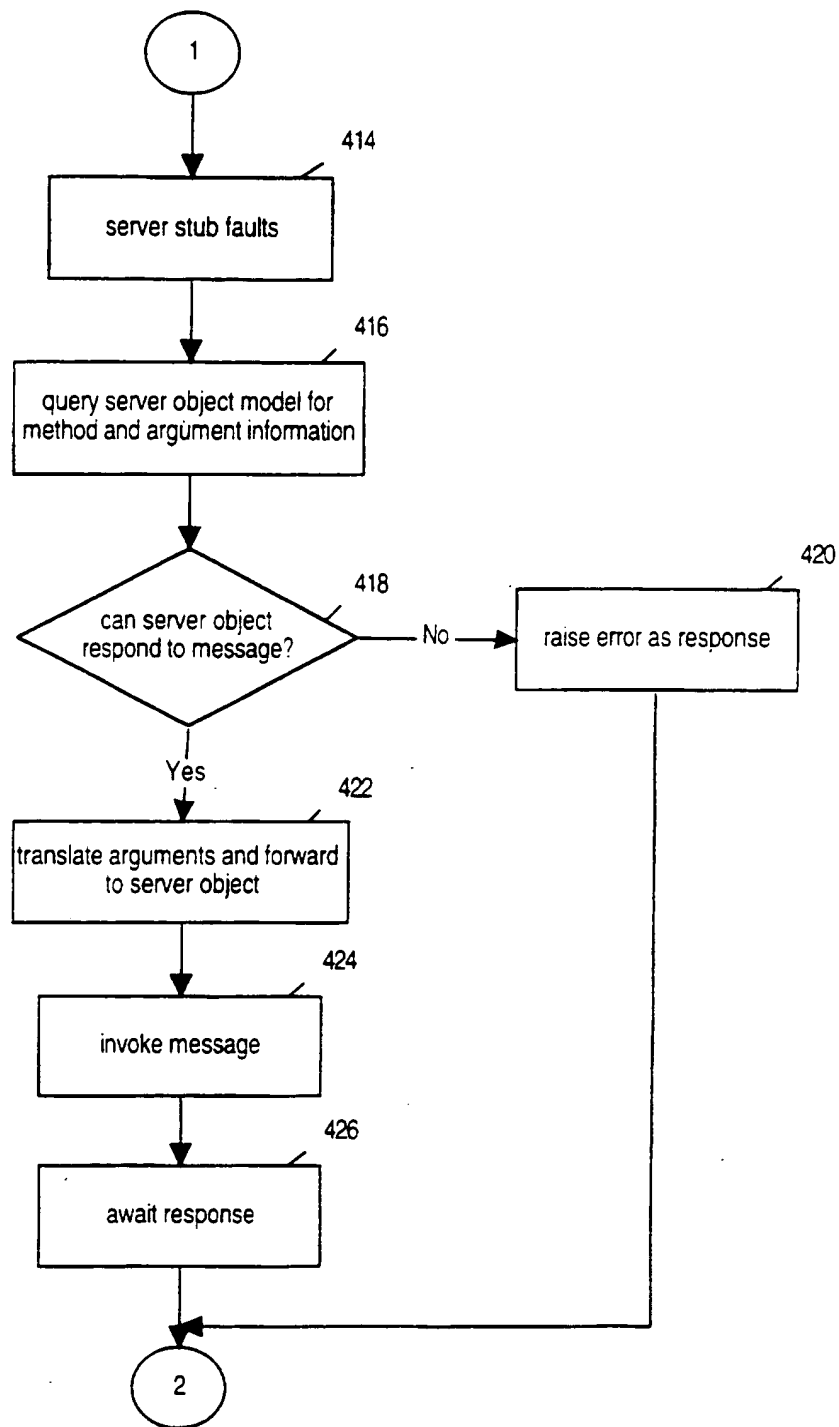 1
414
server stub faults
416
query server object model for
method and argument information
418
can server object
respond to message?
No
420
raise error as response
Yes
422
translate arguments and forward
to server object
424
invoke message
426
await response
2